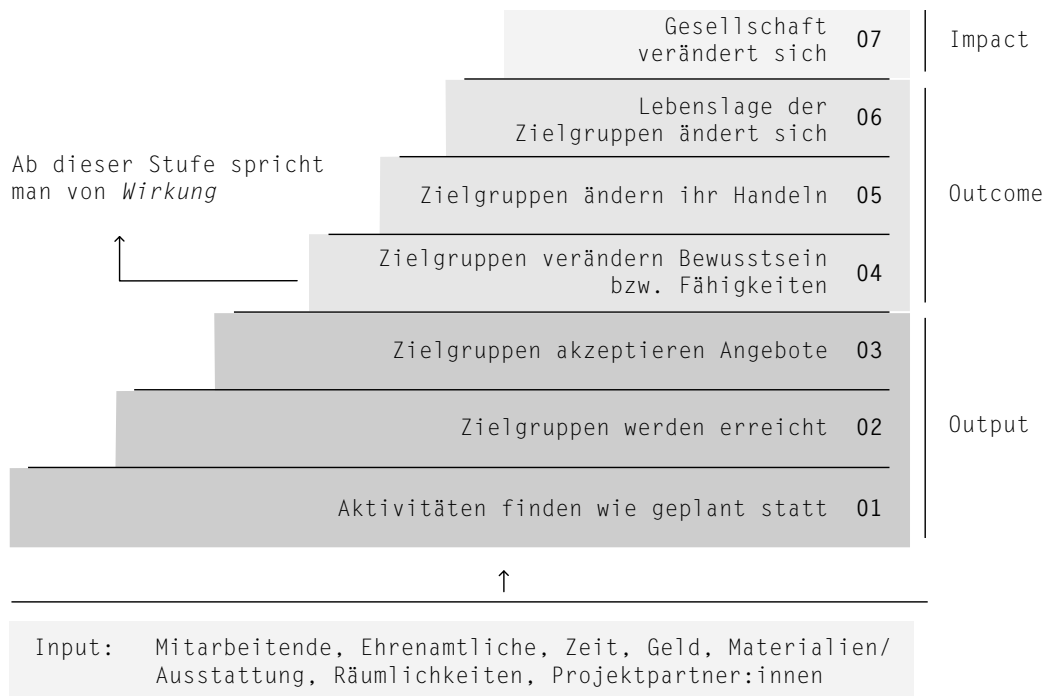 Gesellschaft
verändert sich 07
Impact
Lebenslage der
Zielgruppen ändert sich 06
Ab dieser Stufe spricht
man von Wirkung
Zielgruppen ändern ihr Handeln 05
Outcome
Zielgruppen verändern Bewusstsein
bzw. Fähigkeiten 04
Zielgruppen akzeptieren Angebote 03
Zielgruppen werden erreicht 02
Output
Aktivitäten finden wie geplant statt 01
Input: Mitarbeitende, Ehrenamtliche, Zeit, Geld, Materialien/
Ausstattung, Räumlichkeiten, Projektpartner:innen